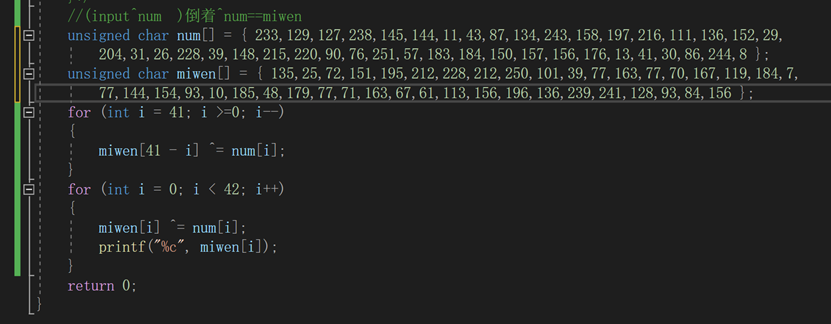 //(input^num  )倒着^num==miwen
unsigned char num[] = { 233,129,127,238,145,144,11,43,87,134,243,158,197,216,111,136,152,29,
204,31,26,228,39,148,215,220,90,76,251,57,183,184,150,157,156,176,13,41,30,86,244,8 };
unsigned char miwen[] = { 135,25,72,151,195,212,228,212,250,101,39,77,163,77,70,167,119,184,7,
77,144,154,93,10,185,48,179,77,71,163,67,61,113,156,196,136,239,241,128,93,84,156 };
for (int i = 41; i >=0; i--)
{
miwen[41 - i] ^= num[i];
}
for (int i = 0; i < 42; i++)
{
miwen[i] ^= num[i];
printf("%c", miwen[i]);
}
return 0;
}